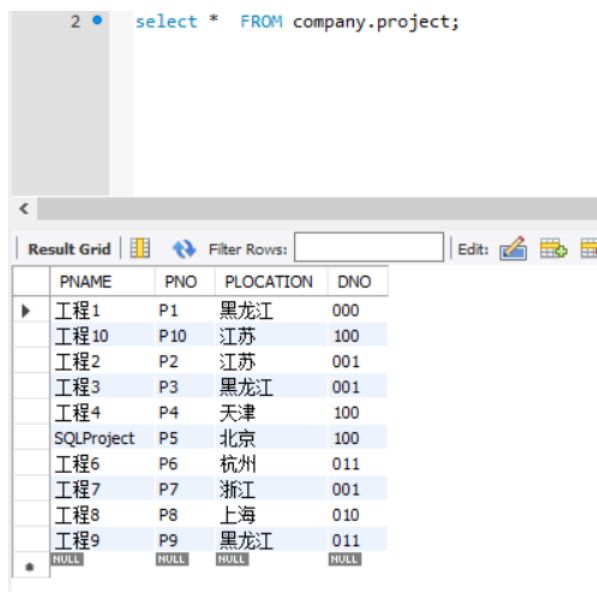 2 select * FROM company.project;
Result Grid Filter Rows: Edit:
PNAME PNO PLOCATION DNO
工程1 P1 黑龙江 000
工程10 P10 江苏 100
工程2 P2 江苏 001
工程3 P3 黑龙江 001
工程4 P4 天津 100
SQLProject P5 北京 100
工程6 P6 杭州 011
工程7 P7 浙江 001
工程8 P8 上海 010
工程9 P9 黑龙江 011
NULL NULL NULL NULL